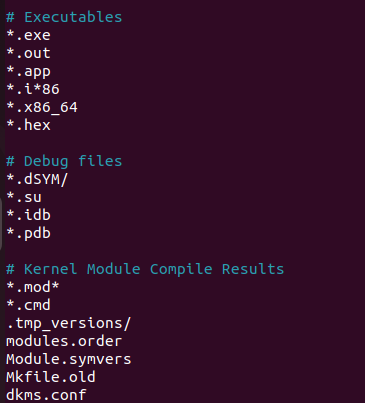 # Executables
*.exe
*.out
*.app
*.i*86
*.x86_64
*.hex

# Debug files
*.dSYM/
*.su
*.idb
*.pdb

# Kernel Module Compile Results
*.mod*
*.cmd
.tmp_versions/
modules.order
Module.symvers
Mkfile.old
dkms.conf